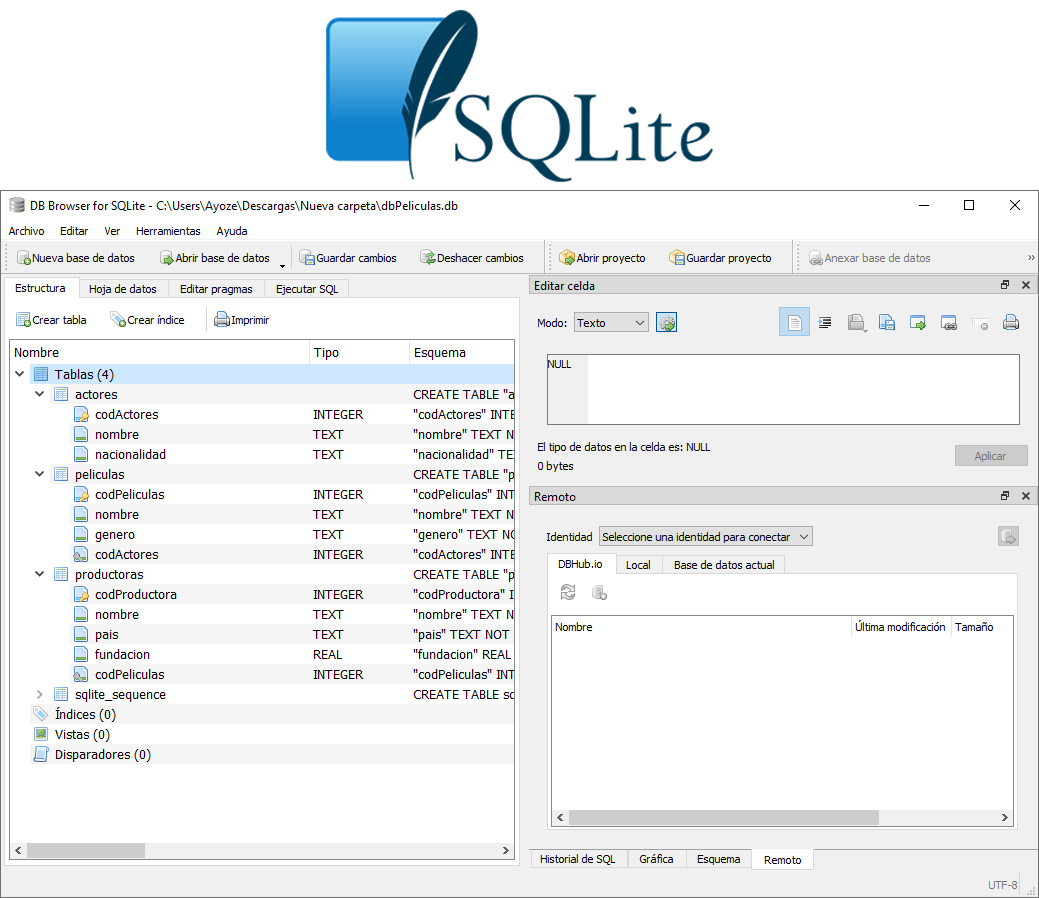 SQLite
DB Browser for SQLite - C:\Users\Ayoze\Descargas\Nueva carpeta\dbPeliculas.db
Archivo Editar Ver Herramientas Ayuda
Nueva base de datos Abrir base de datos Guardar cambios Deshacer cambios Abrir proyecto Guardar proyecto Anexar base de datos »
Estructura Hoja de datos Editar pragmas Ejecutar SQL
Crear tabla Crear índice Imprimir
Nombre Tipo Esquema
Tablas (4)
actores CREATE TABLE "a
codActores INTEGER "codActores" INTE
nombre TEXT "nombre" TEXT N
nacionalidad TEXT "nacionalidad" TE
peliculas CREATE TABLE "p
codPeliculas INTEGER "codPeliculas" INT
nombre TEXT "nombre" TEXT N
genero TEXT "genero" TEXT NO
codActores INTEGER "codActores" INTE
productoras CREATE TABLE "p
codProductora INTEGER "codProductora" I
nombre TEXT "nombre" TEXT N
pais TEXT "pais" TEXT NOT
fundacion REAL "fundacion" REAL
codPeliculas INTEGER "codPeliculas" INT
sqlite_sequence CREATE TABLE sq
Índices (0)
Vistas (0)
Disparadores (0)
Editar celda
Modo: Texto
NULL
El tipo de datos en la celda es: NULL
0 bytes
Aplicar
Remoto
Identidad Seleccione una identidad para conectar
DBHub.io Local Base de datos actual
Nombre Última modificación Tamaño
Historial de SQL Gráfica Esquema Remoto
UTF-8